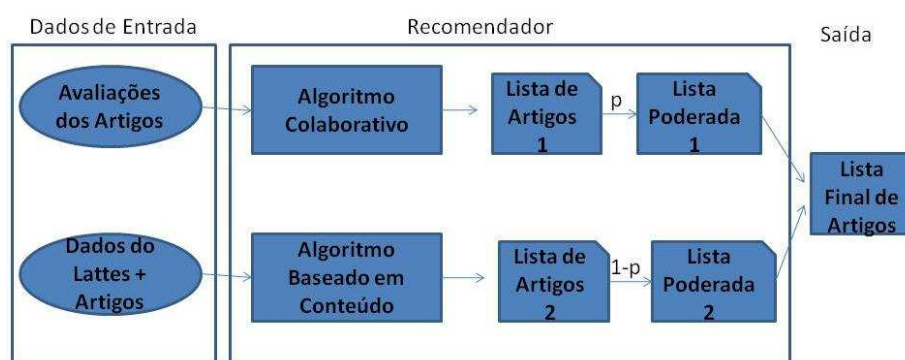 Dados de Entrada
Recomendador
Saída
Avaliações
dos Artigos
Algoritmo
Colaborativo
Lista de
Artigos
1
p
Lista
Poderada
1
Lista
Final de
Artigos
Dados do
Lattes +
Artigos
Algoritmo
Baseado em
Conteúdo
Lista de
Artigos
2
1-p
Lista
Poderada
2